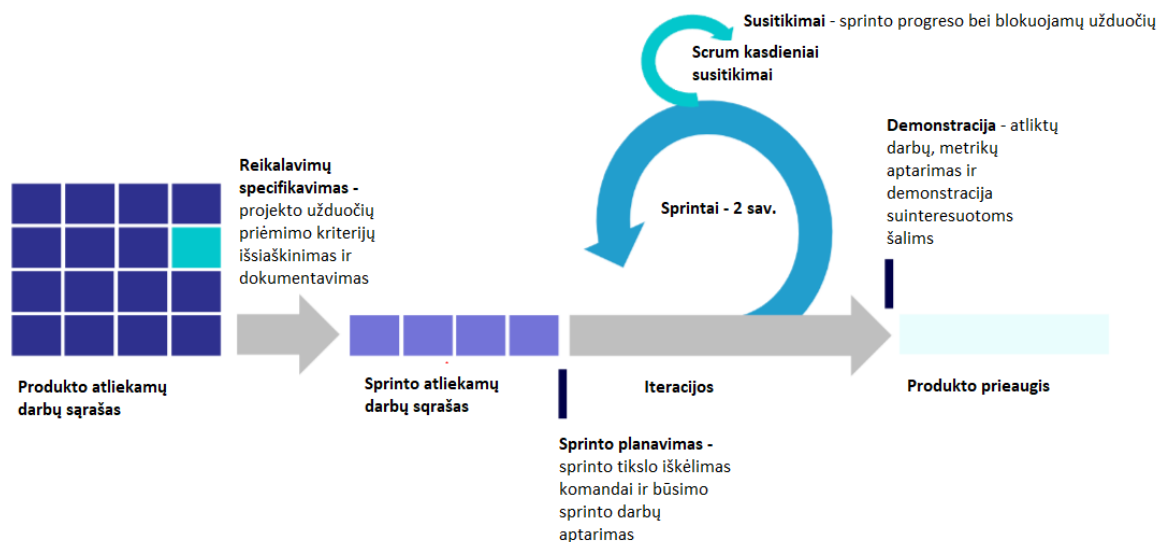 Susitikimai - sprinto progreso bei blokuojamų užduočių
Scrum kasdieniai
susitikimai
Demonstracija - atliktų
darbų, metrikų
aptarimas ir
demonstracija
suinteresuotoms
šalims
Reikalavimų
specifikavimas -
projekto užduočių
priėmimo kriterijų
išsiaškinimas ir
dokumentavimas
Sprintai - 2 sav.
Produkto atliekamų
darbų sąrašas
Sprinto atliekamų
darbų sqrašas
Iteracijos
Produkto prieaugis
Sprinto planavimas -
sprinto tikslo iškėlimas
komandai ir būsimo
sprinto darbų
aptarimas